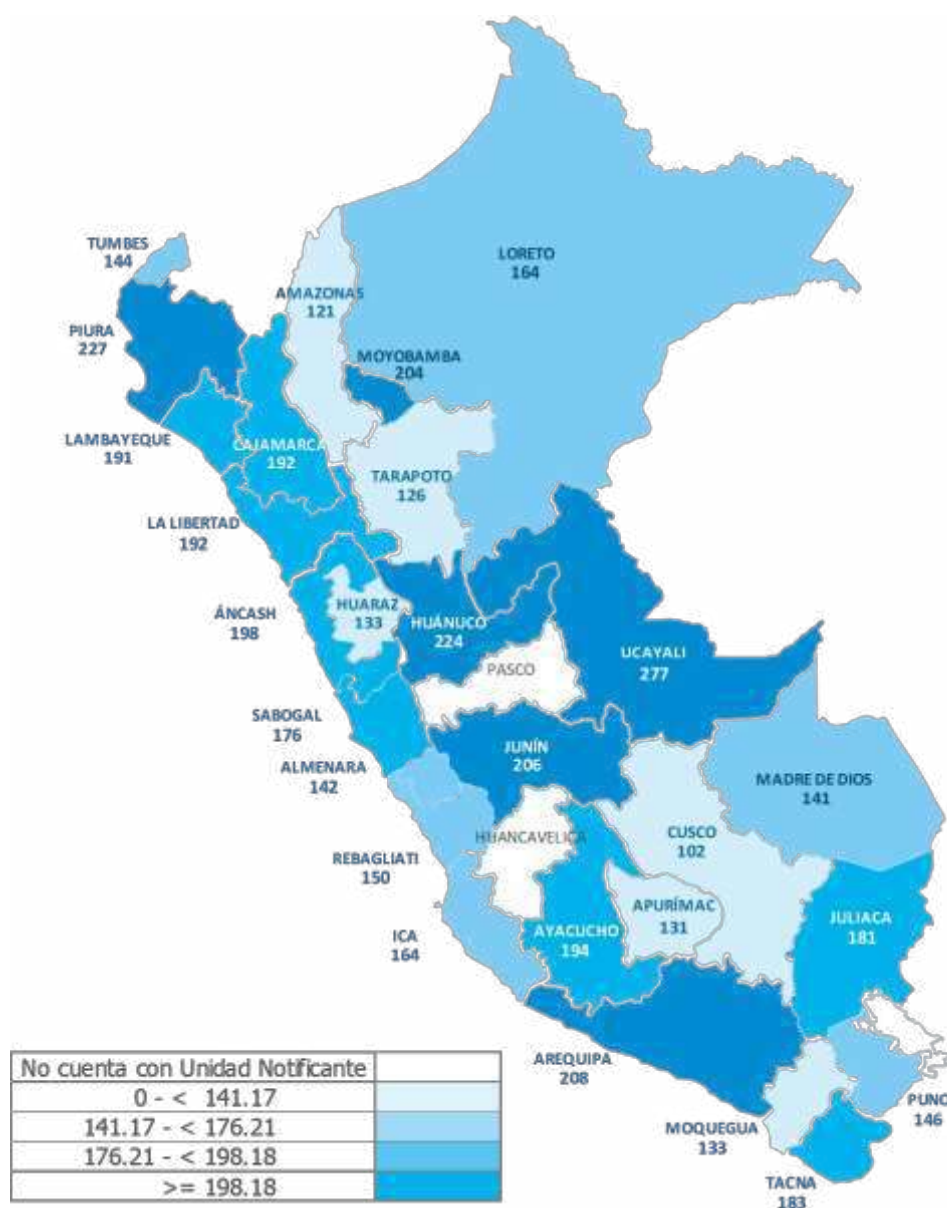 TUMBES
144
LORETO
164
AMAZONAS
121
PIURA
227
MOYOBAMBA
204
LAMBAYEQUE
191
CAJAMARCA
192
TARAPOTO
126
LA LIBERTAD
192
ÁNCASH
198
HUARAZ
133
HUÁNUCO
224
UCAYALI
277
PASCO
SABOGAL
176
JUNÍN
206
ALMENARA
142
MADRE DE DIOS
141
HUANCAVELICA
CUSCO
102
REBAGLIATI
150
APURÍMAC
131
JULIACA
181
ICA
164
AYACUCHO
194
AREQUIPA
208
PUNO
146
MOQUEGUA
133
TACNA
183
No cuenta con Unidad Notificante
0 - < 141.17
141.17 - < 176.21
176.21 - < 198.18
>= 198.18